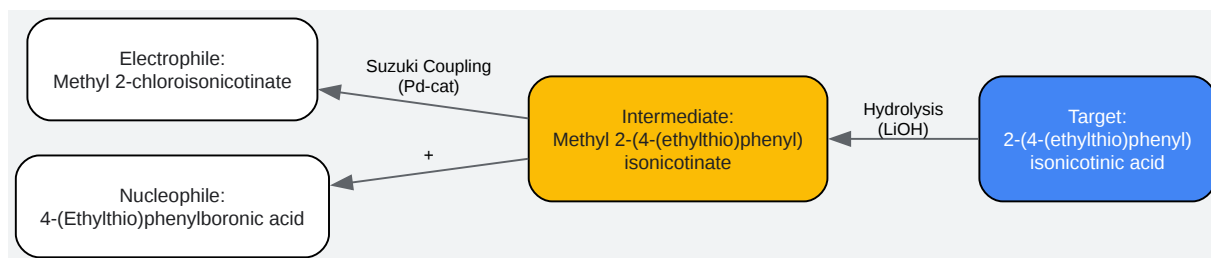 Electrophile:
Methyl 2-chloroisonicotinate
Suzuki Coupling
(Pd-cat)
+
Nucleophile:
4-(Ethylthio)phenylboronic acid
Intermediate:
Methyl 2-(4-(ethylthio)phenyl)
isonicotinate
Hydrolysis
(LiOH)
Target:
2-(4-(ethylthio)phenyl)
isonicotinic acid